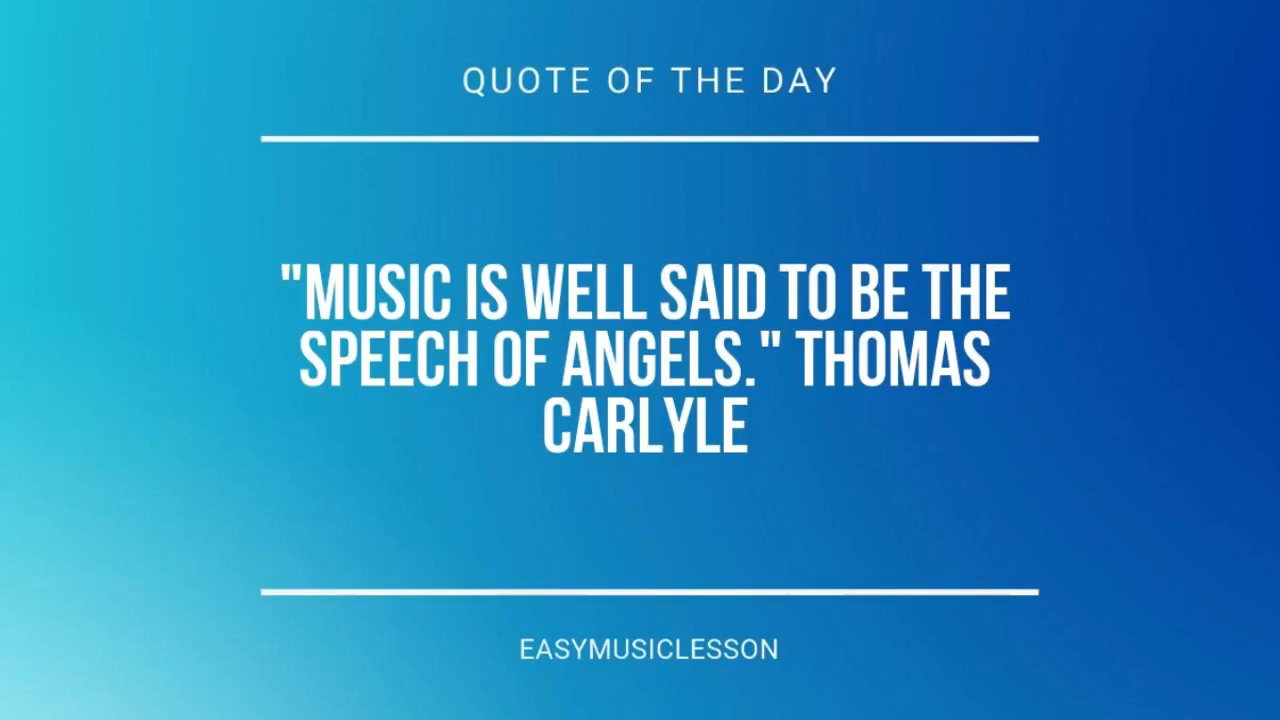 QUOTE OF THE DAY
"MUSIC IS WELL SAID TO BE THE
SPEECH OF ANGELS." THOMAS
CARLYLE
EASYMUSICLESSON